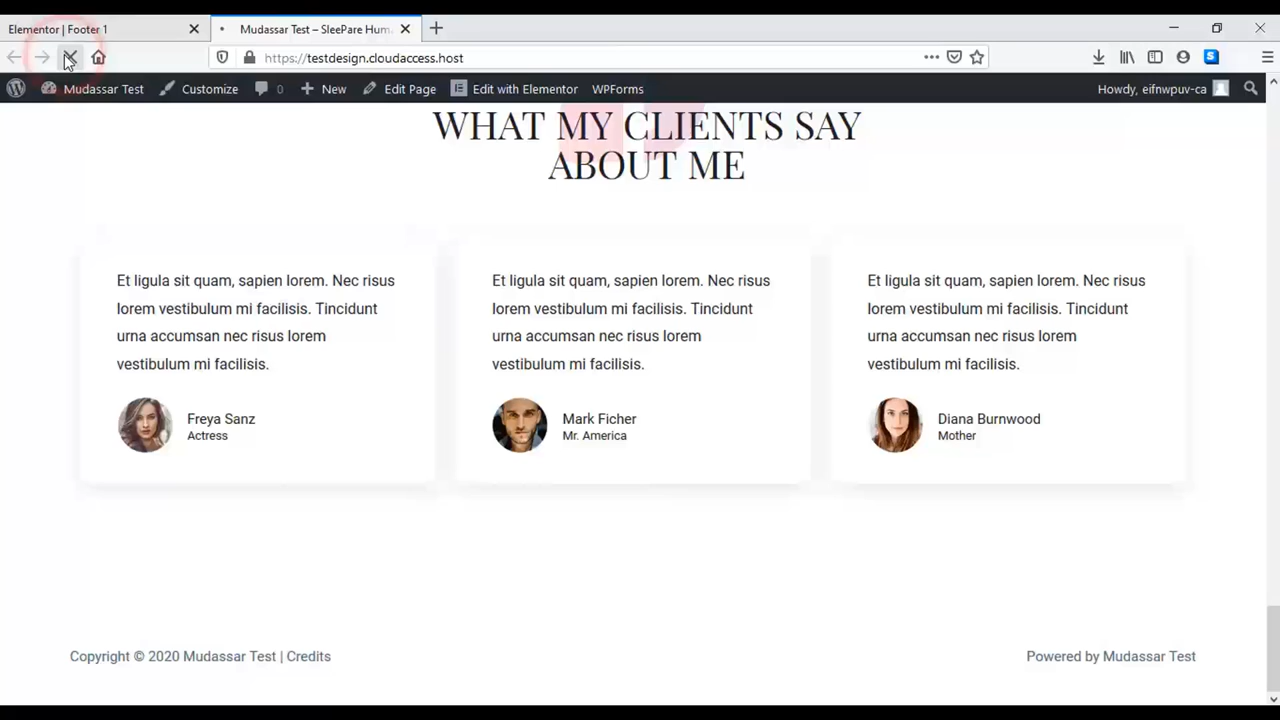 Elementor | Footer 1
Mudassar Test – SleePare Hum
https://testdesign.cloudaccess.host
Mudassar Test Customize 0 New Edit Page Edit with Elementor WPForms Howdy, eifnwpuv-ca
WHAT MY CLIENTS SAY
ABOUT ME
Et ligula sit quam, sapien lorem. Nec risus
lorem vestibulum mi facilisis. Tincidunt
urna accumsan nec risus lorem
vestibulum mi facilisis.
Freya Sanz
Actress
Et ligula sit quam, sapien lorem. Nec risus
lorem vestibulum mi facilisis. Tincidunt
urna accumsan nec risus lorem
vestibulum mi facilisis.
Mark Ficher
Mr. America
Et ligula sit quam, sapien lorem. Nec risus
lorem vestibulum mi facilisis. Tincidunt
urna accumsan nec risus lorem
vestibulum mi facilisis.
Diana Burnwood
Mother
Copyright © 2020 Mudassar Test | Credits
Powered by Mudassar Test